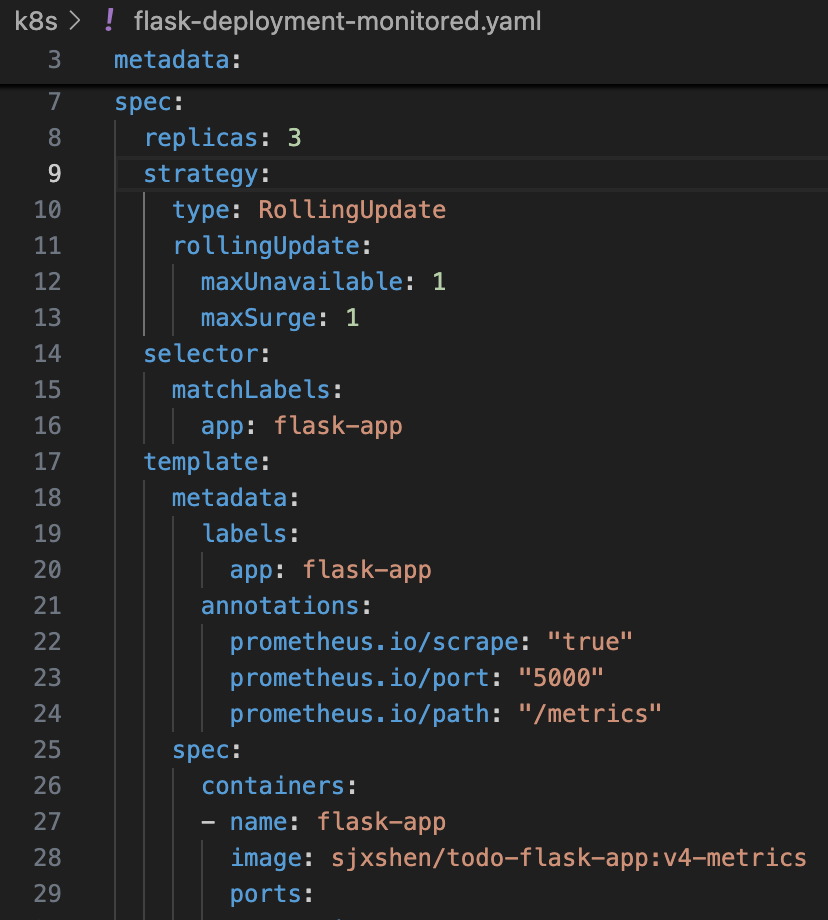 k8s > ! flask-deployment-monitored.yaml
3 metadata:
7 spec:
8   replicas: 3
9   strategy:
10     type: RollingUpdate
11     rollingUpdate:
12       maxUnavailable: 1
13       maxSurge: 1
14   selector:
15     matchLabels:
16       app: flask-app
17   template:
18     metadata:
19       labels:
20         app: flask-app
21       annotations:
22         prometheus.io/scrape: "true"
23         prometheus.io/port: "5000"
24         prometheus.io/path: "/metrics"
25     spec:
26       containers:
27       - name: flask-app
28         image: sjxshen/todo-flask-app:v4-metrics
29         ports: